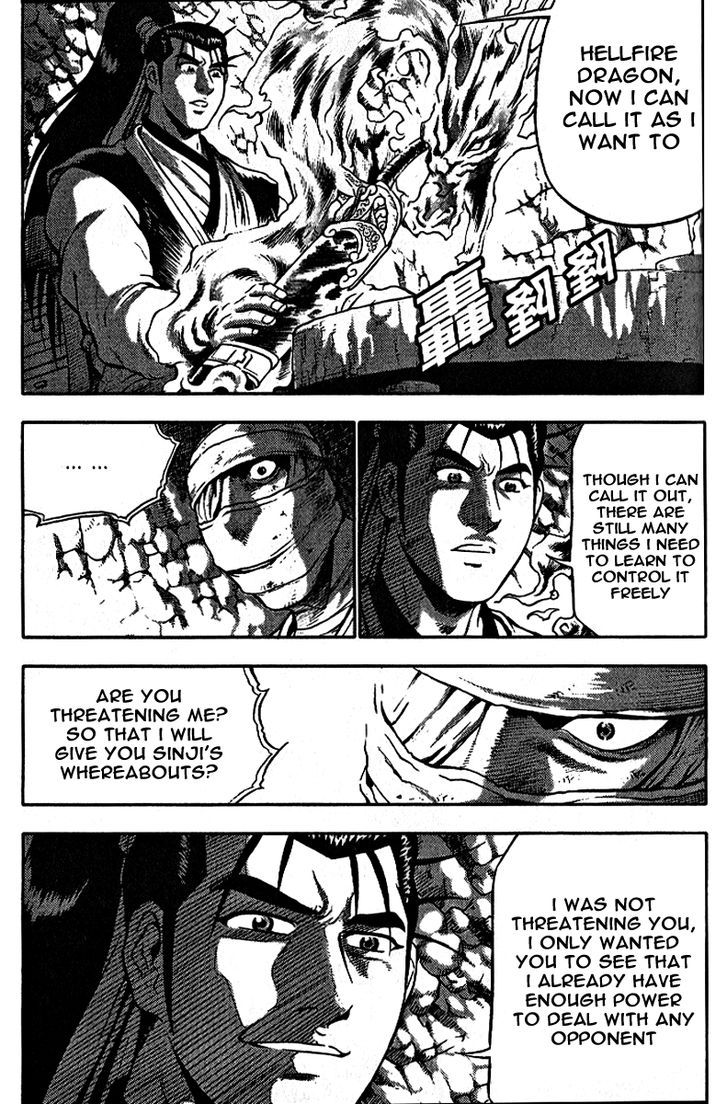 HELLFIRE
DRAGON,
NOW I CAN
CALL IT AS I
WANT TO
轟
... ...
THOUGH I CAN
CALL IT OUT,
THERE ARE
STILL MANY
THINGS I NEED
TO LEARN TO
CONTROL IT
FREELY
ARE YOU
THREATENING ME?
SO THAT I WILL
GIVE YOU SINJI'S
WHEREABOUTS?
I WAS NOT
THREATENING YOU,
I ONLY WANTED
YOU TO SEE THAT
I ALREADY HAVE
ENOUGH POWER
TO DEAL WITH ANY
OPPONENT